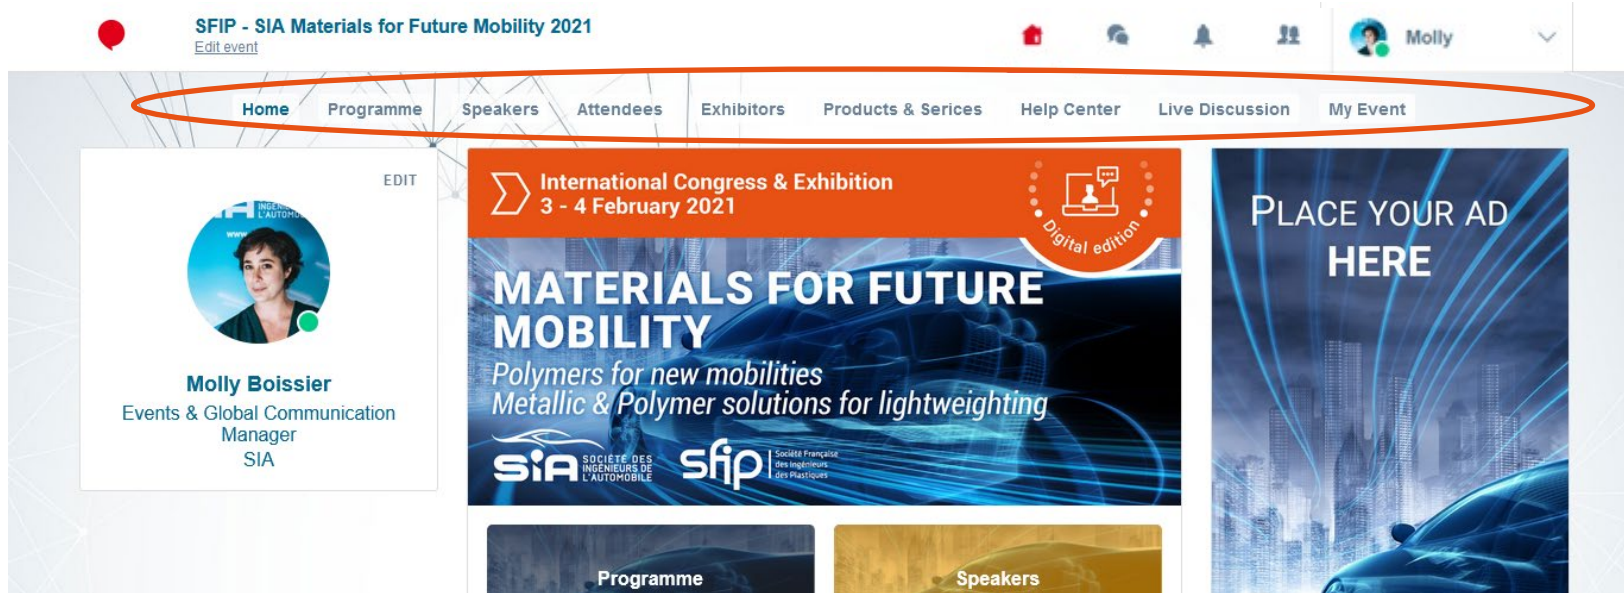 SFIP - SIA Materials for Future Mobility 2021
Edit event
Molly
Home Programme Speakers Attendees Exhibitors Products & Serices Help Center Live Discussion My Event
EDIT
L'AUTOMO
www
Molly Boissier
Events & Global Communication
Manager
SIA
International Congress & Exhibition
3 - 4 February 2021
Digital edition
MATERIALS FOR FUTURE
MOBILITY
Polymers for new mobilities
Metallic & Polymer solutions for lightweighting
SiA SOCIÉTÉ DES
INGÉNIEURS DE
L'AUTOMOBILE
sfip Société Française
des Ingénieurs
des Plastiques
Programme
Speakers
PLACE YOUR AD
HERE